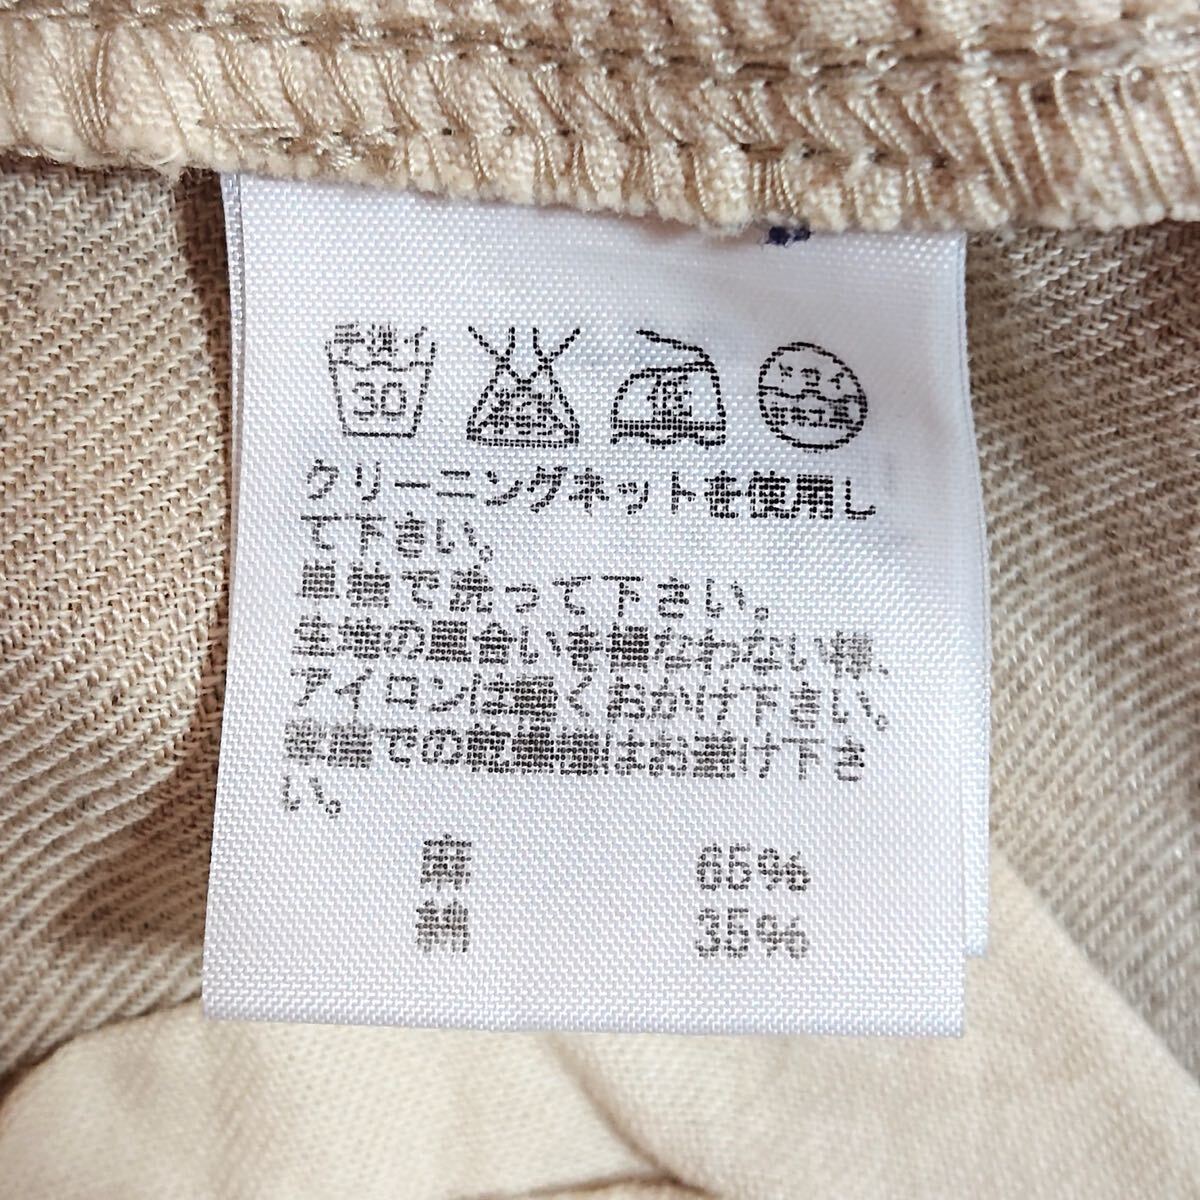 手洗イ
30
低
ドライ
クリーニングネットを使用し
て下さい。
単独で洗って下さい。
生地の風合いを損なわない様、
アイロンは軽くおかけ下さい。
家庭での乾燥機はお避け下さ
い。
麻 65%
綿 35%